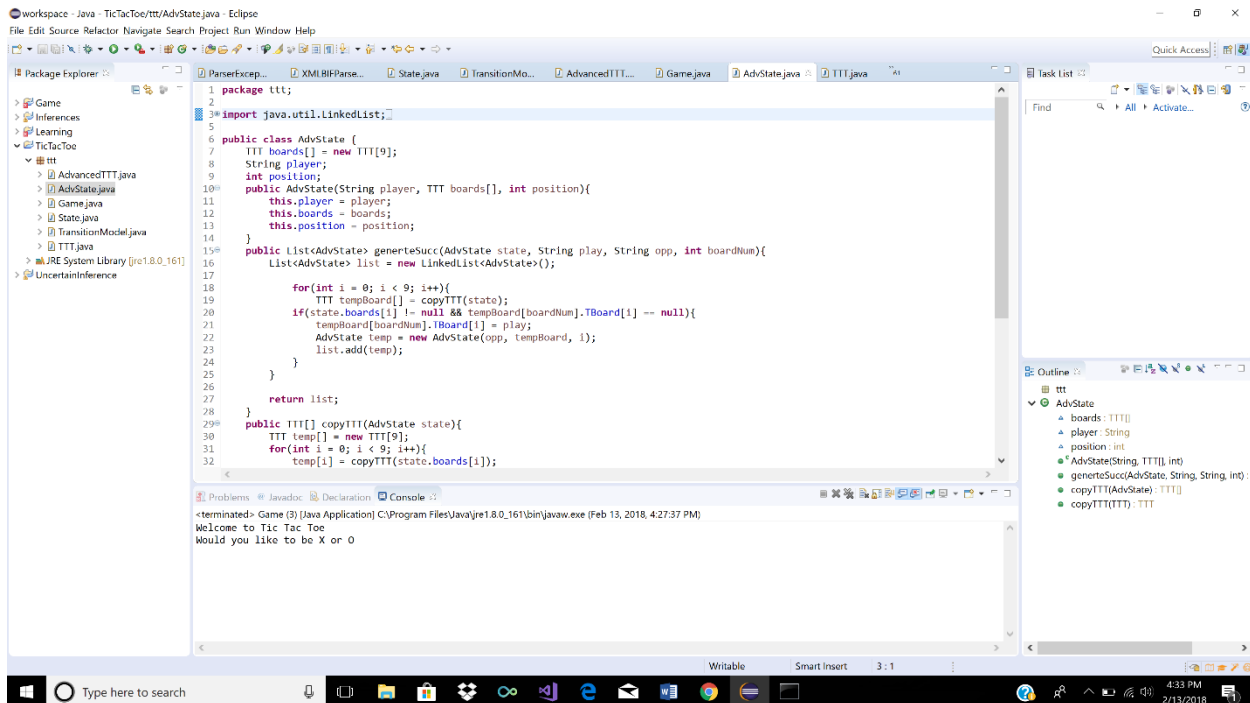 workspace - Java - TicTacToe/ttt/AdvState.java - Eclipse
File Edit Source Refactor Navigate Search Project Run Window Help
Quick Access
Package Explorer
Game
Inferences
Learning
TicTacToe
ttt
AdvancedTTT.java
AdvState.java
Game.java
State.java
TransitionModel.java
TTT.java
JRE System Library [jre1.8.0_161]
UncertainInference
ParserExcep... XMLBIFParse... State.java TransitionMo... AdvancedTTT.... Game.java AdvState.java TTT.java
1 package ttt;
2
3 import java.util.LinkedList;
5
6 public class AdvState {
7 TTT boards[] = new TTT[9];
8 String player;
9 int position;
10 public AdvState(String player, TTT boards[], int position){
11 this.player = player;
12 this.boards = boards;
13 this.position = position;
14 }
15 public List<AdvState> generteSucc(AdvState state, String play, String opp, int boardNum){
16 List<AdvState> list = new LinkedList<AdvState>();
17
18 for(int i = 0; i < 9; i++){
19 TTT tempBoard[] = copyTTT(state);
20 if(state.boards[i] != null && tempBoard[boardNum].TBoard[i] == null){
21 tempBoard[boardNum].TBoard[i] = play;
22 AdvState temp = new AdvState(opp, tempBoard, i);
23 list.add(temp);
24 }
25 }
26
27 return list;
28 }
29 public TTT[] copyTTT(AdvState state){
30 TTT temp[] = new TTT[9];
31 for(int i = 0; i < 9; i++){
32 temp[i] = copyTTT(state.boards[i]);
Problems Javadoc Declaration Console
<terminated> Game (3) [Java Application] C:\Program Files\Java\jre1.8.0_161\bin\javaw.exe (Feb 13, 2018, 4:27:37 PM)
Welcome to Tic Tac Toe
Would you like to be X or O
Task List
Find All Activate...
Outline
ttt
AdvState
boards : TTT[]
player : String
position : int
AdvState(String, TTT[], int)
generteSucc(AdvState, String, String, int) :
copyTTT(AdvState) : TTT[]
copyTTT(TTT) : TTT
Writable Smart Insert 3 : 1
Type here to search
4:33 PM
2/13/2018